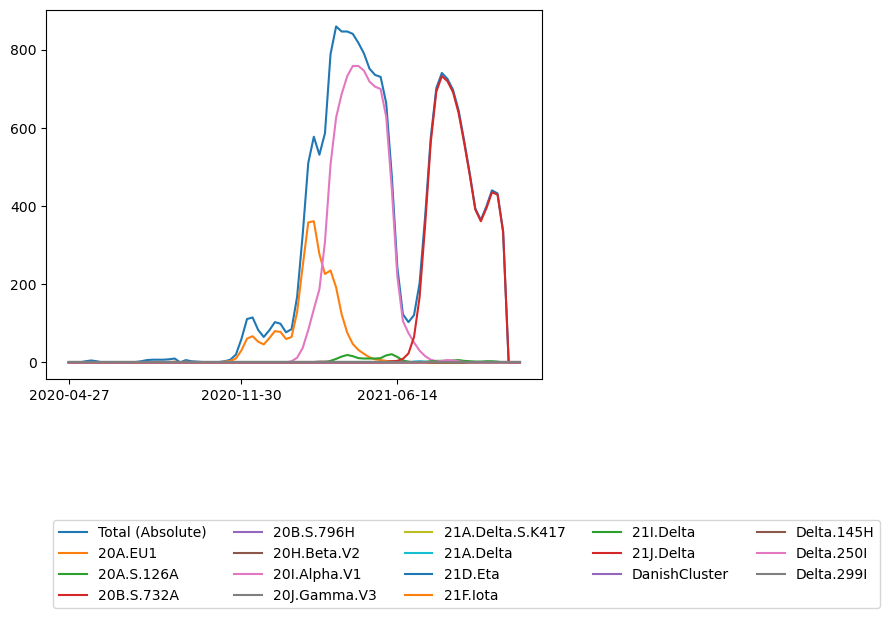 800
600
400
200
0
2020-04-27 2020-11-30 2021-06-14
Total (Absolute) 20B.S.796H 21A.Delta.S.K417 21I.Delta Delta.145H
20A.EU1 20H.Beta.V2 21A.Delta 21J.Delta Delta.250I
20A.S.126A 20I.Alpha.V1 21D.Eta DanishCluster Delta.299I
20B.S.732A 20J.Gamma.V3 21F.Iota